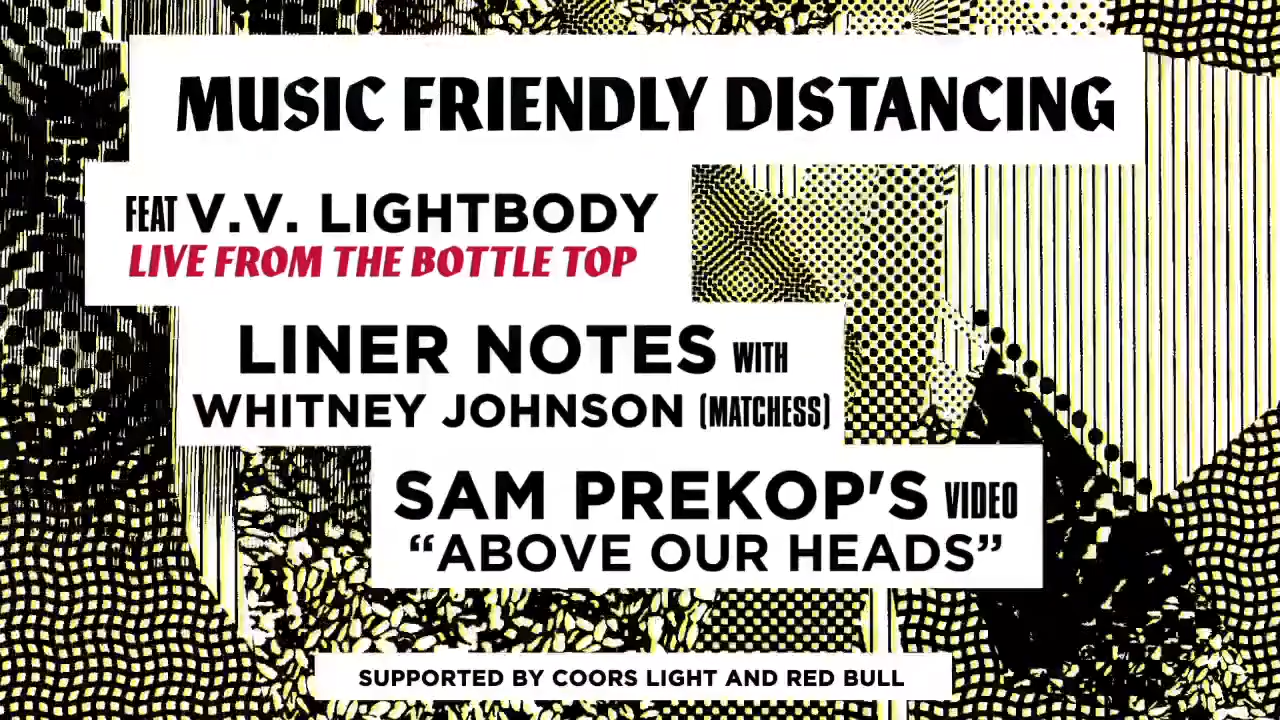 MUSIC FRIENDLY DISTANCING
FEAT V.V. LIGHTBODY
LIVE FROM THE BOTTLE TOP
LINER NOTES WITH
WHITNEY JOHNSON (MATCHESS)
SAM PREKOP'S VIDEO
“ABOVE OUR HEADS”
SUPPORTED BY COORS LIGHT AND RED BULL